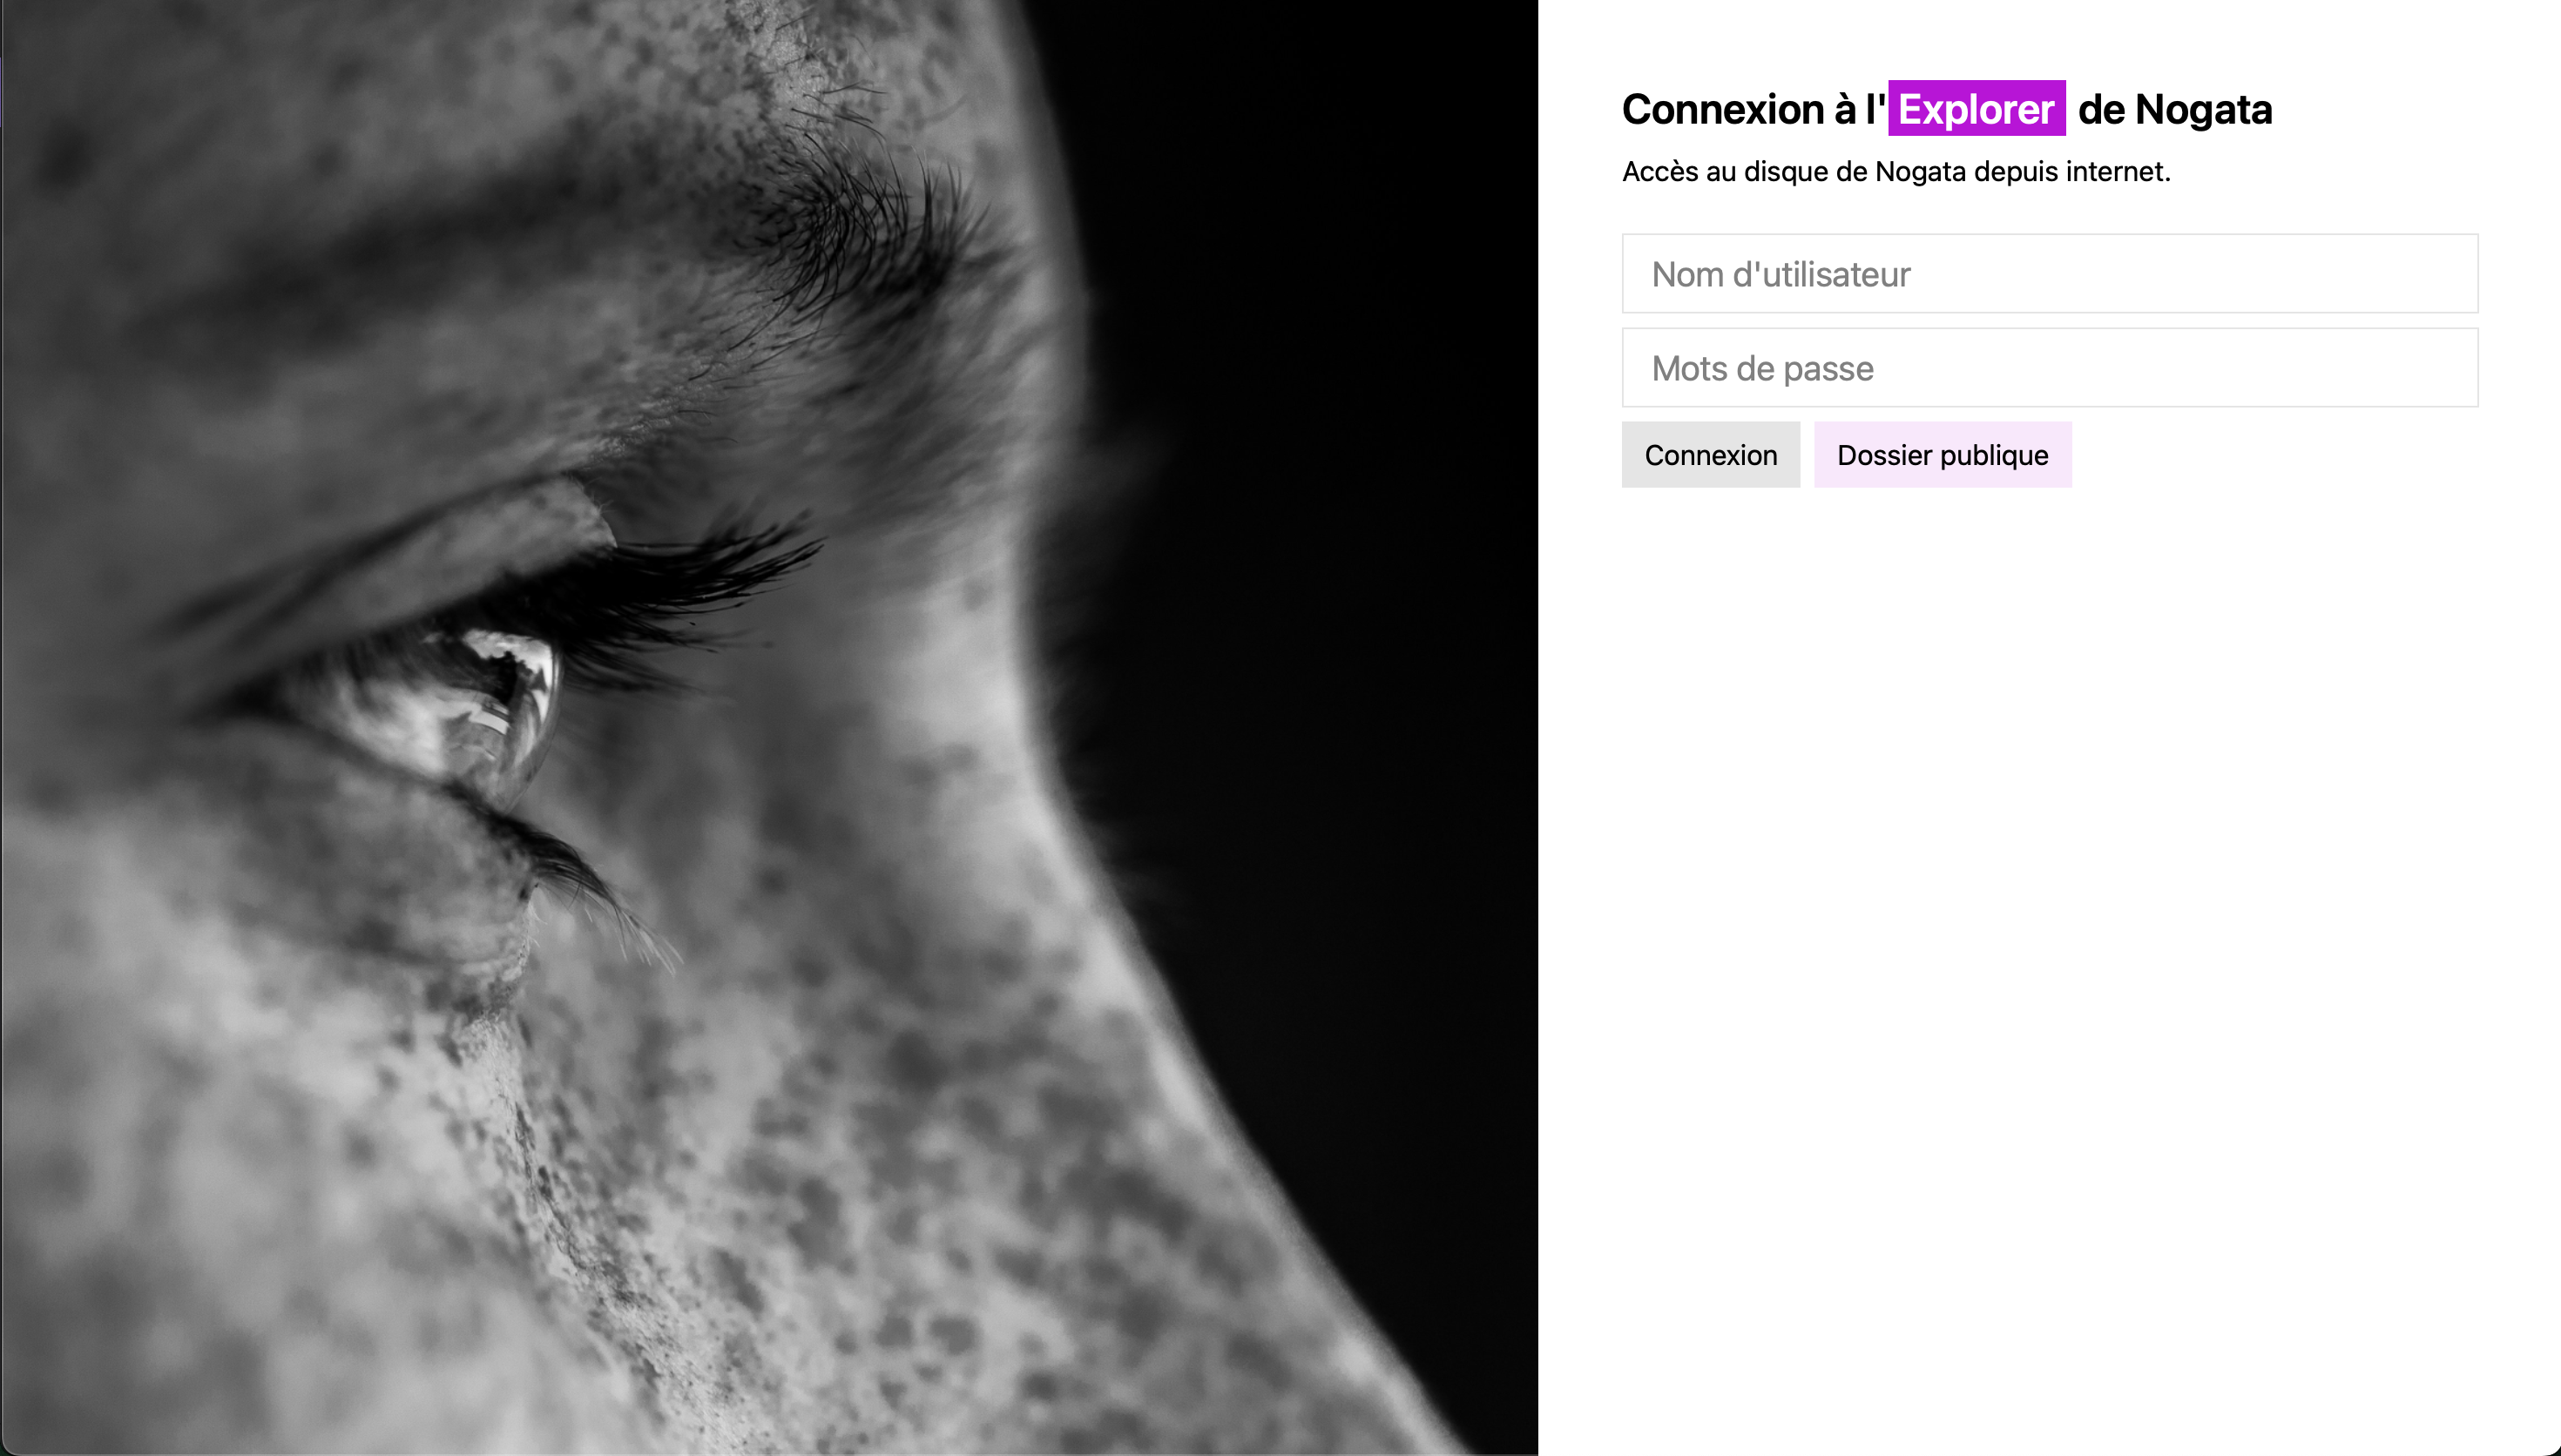 Connexion à l'Explorer de Nogata
Accès au disque de Nogata depuis internet.
Nom d'utilisateur
Mots de passe
Connexion
Dossier publique